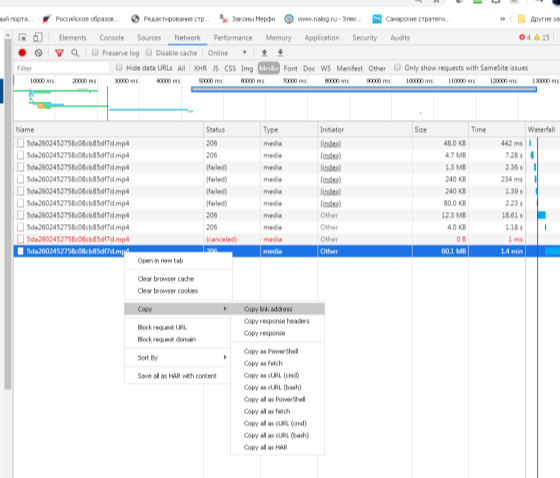 ый порта...
Российское образов...
Редактирование стр...
Законы Мерфи
www.nalog.ru - Элек...
Самарские стратеги...
»
Другие за
Elements Console Sources Network Performance Memory Application Security Audits
4 15
Preserve log Disable cache Online
Filter Hide data URLs All XHR JS CSS Img Media Font Doc WS Manifest Other Only show requests with SameSite issues
10000 ms 20000 ms 30000 ms 40000 ms 50000 ms 60000 ms 70000 ms 80000 ms 90000 ms 100000 ms 110000 ms 120000 ms 130000 ms
Name Status Type Initiator Size Time Waterfall
5da2602452758c08cb85df7d.mp4 206 media (index) 48.0 KB 442 ms
5da2602452758c08cb85df7d.mp4 206 media (index) 4.7 MB 7.28 s
5da2602452758c08cb85df7d.mp4 (failed) media (index) 1.3 MB 2.36 s
5da2602452758c08cb85df7d.mp4 (failed) media (index) 240 KB 234 ms
5da2602452758c08cb85df7d.mp4 (failed) media (index) 240 KB 1.39 s
5da2602452758c08cb85df7d.mp4 (failed) media (index) 80.0 KB 2.23 s
5da2602452758c08cb85df7d.mp4 206 media Other 12.3 MB 18.61 s
5da2602452758c08cb85df7d.mp4 206 media Other 4.0 KB 1.18 s
5da2602452758c08cb85df7d.mp4 (canceled) media Other 0 B 1 ms
5da2602452758c08cb85df7d.mp4 206 media Other 60.1 MB 1.4 min
Open in new tab
Clear browser cache
Clear browser cookies
Copy
Block request URL
Block request domain
Sort By
Save all as HAR with content
Copy link address
Copy response headers
Copy response
Copy as PowerShell
Copy as fetch
Copy as cURL (cmd)
Copy as cURL (bash)
Copy all as PowerShell
Copy all as fetch
Copy all as cURL (cmd)
Copy all as cURL (bash)
Copy all as HAR